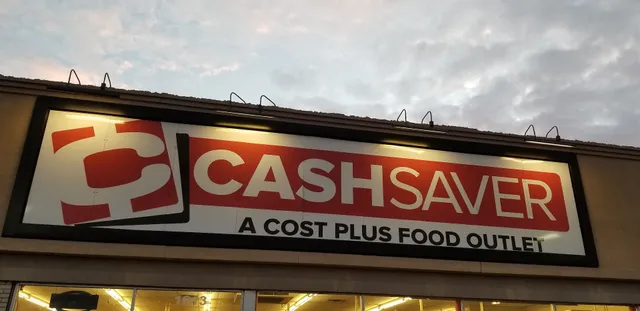 CASHSAVER
A COST PLUS FOOD OUTLET